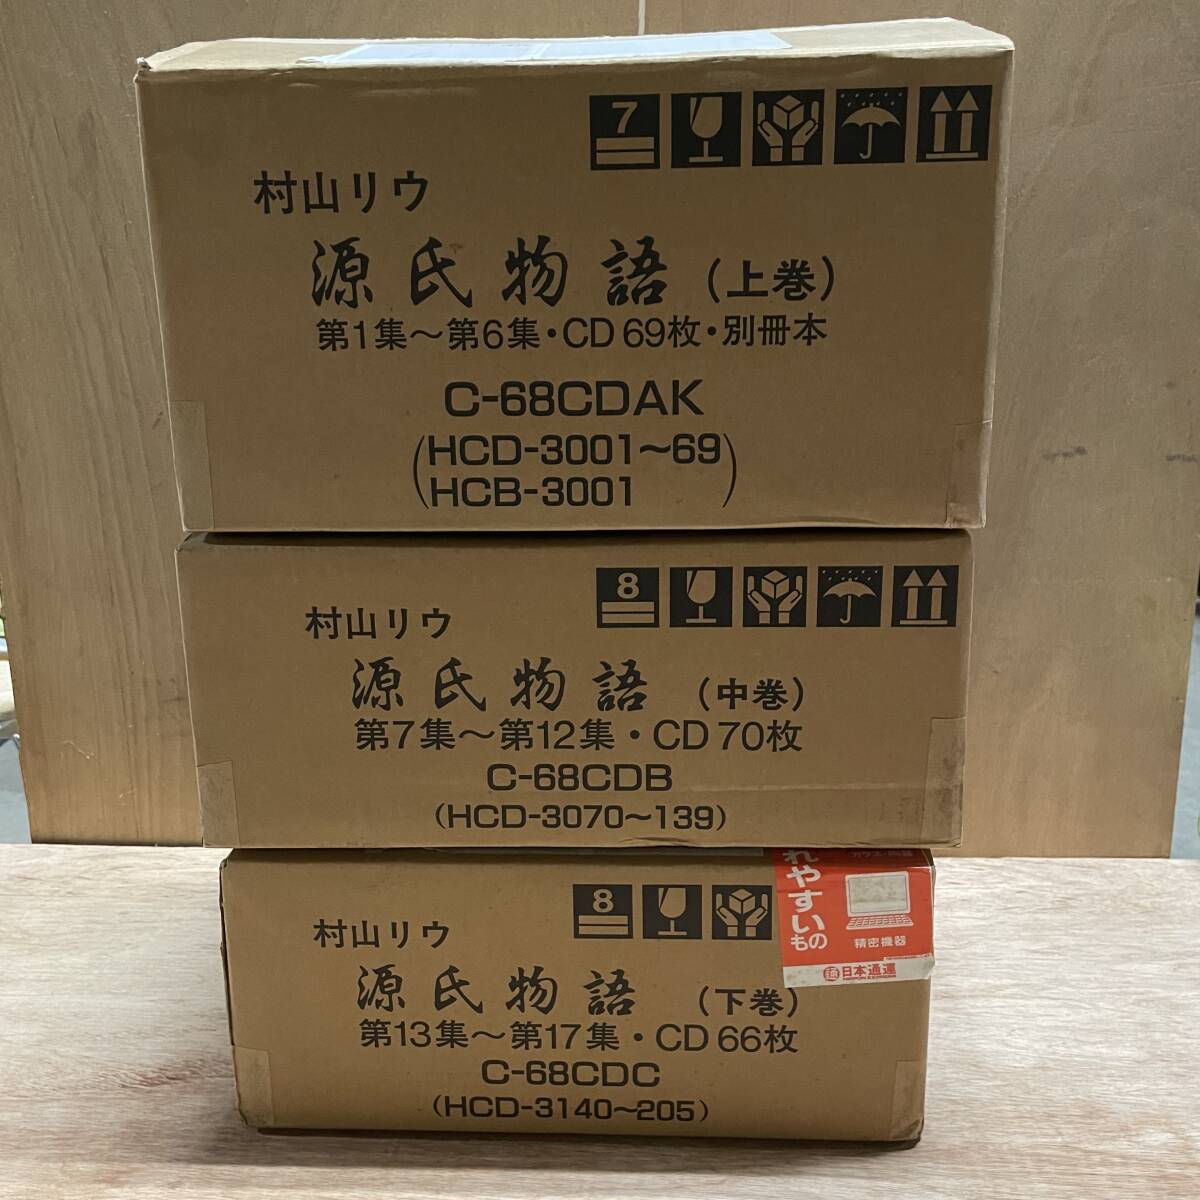 7
村山リウ
源氏物語（上巻）
第1集～第6集・CD 69枚・別冊本
C-68CDAK
(HCD-3001～69
HCB-3001)
8
村山リウ
源氏物語（中巻）
第7集～第12集・CD 70枚
C-68CDB
(HCD-3070～139)
8
村山リウ
源氏物語（下巻）
第13集～第17集・CD 66枚
C-68CDC
(HCD-3140～205)
れやすい
もの
精密機器
日本通運